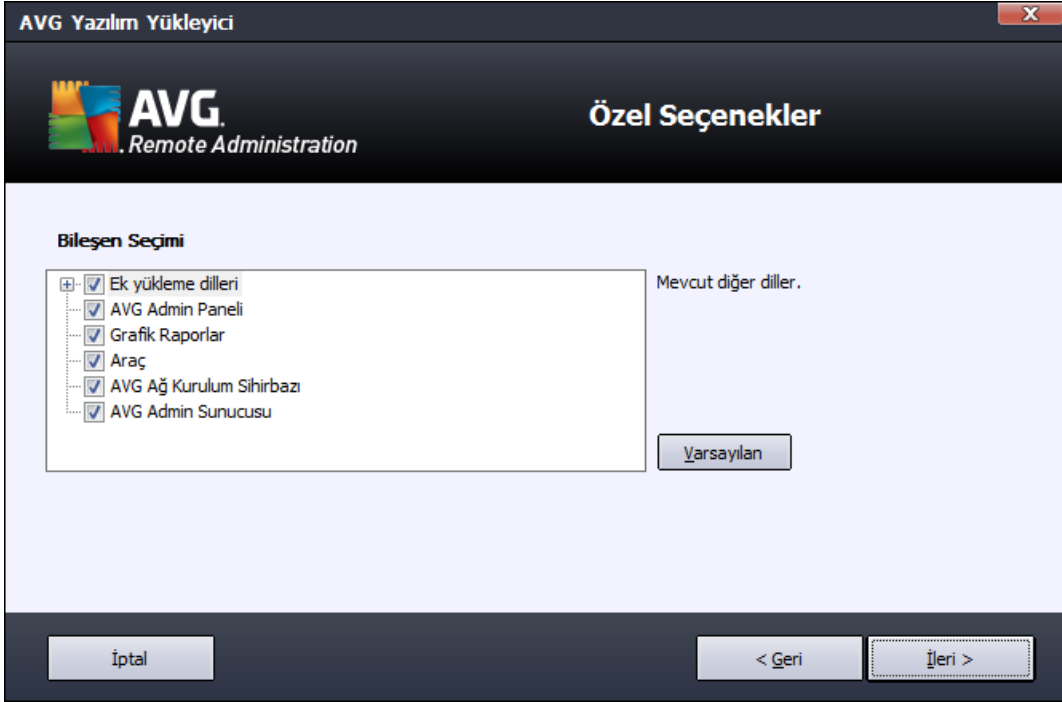 AVG Yazılım Yükleyici
AVG.
Remote Administration
Özel Seçenekler
Bileşen Seçimi
Ek yükleme dilleri
Mevcut diğer diller.
AVG Admin Paneli
Grafik Raporlar
Araç
AVG Ağ Kurulum Sihirbazı
AVG Admin Sunucusu
Varsayılan
İptal
< Geri
İleri >